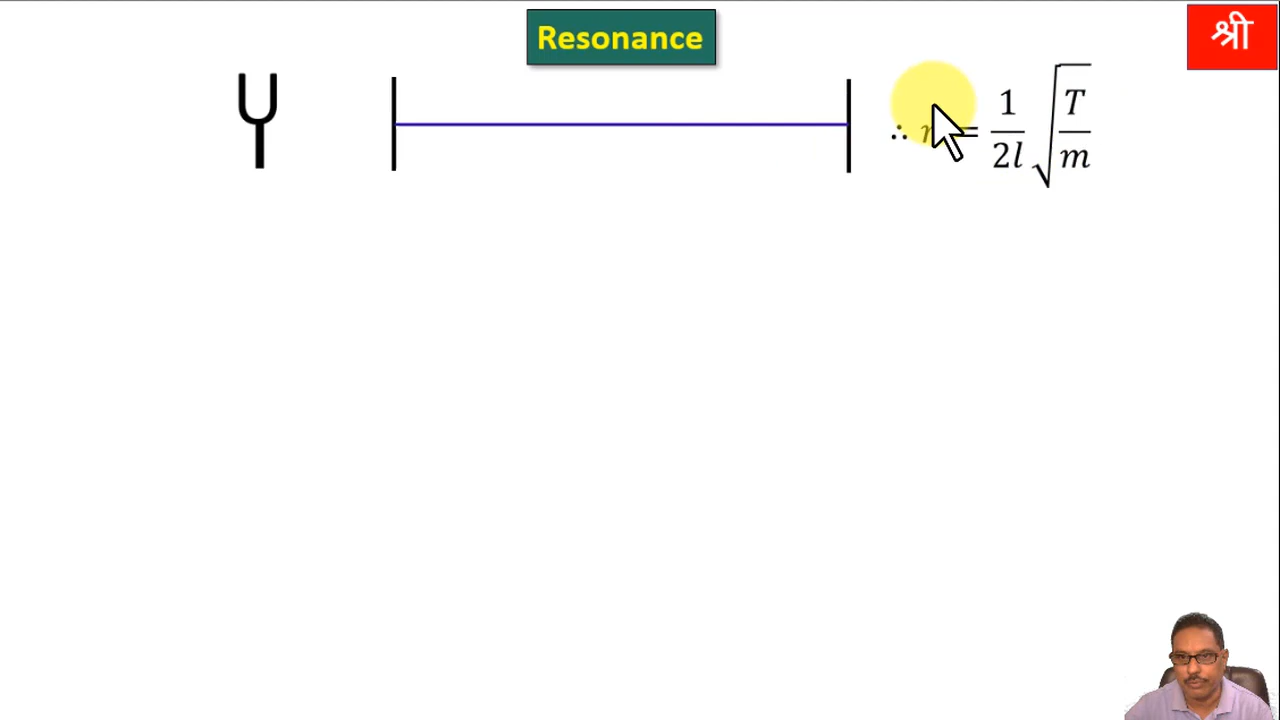 Resonance
श्री
∴ n = 1/2l √T/m